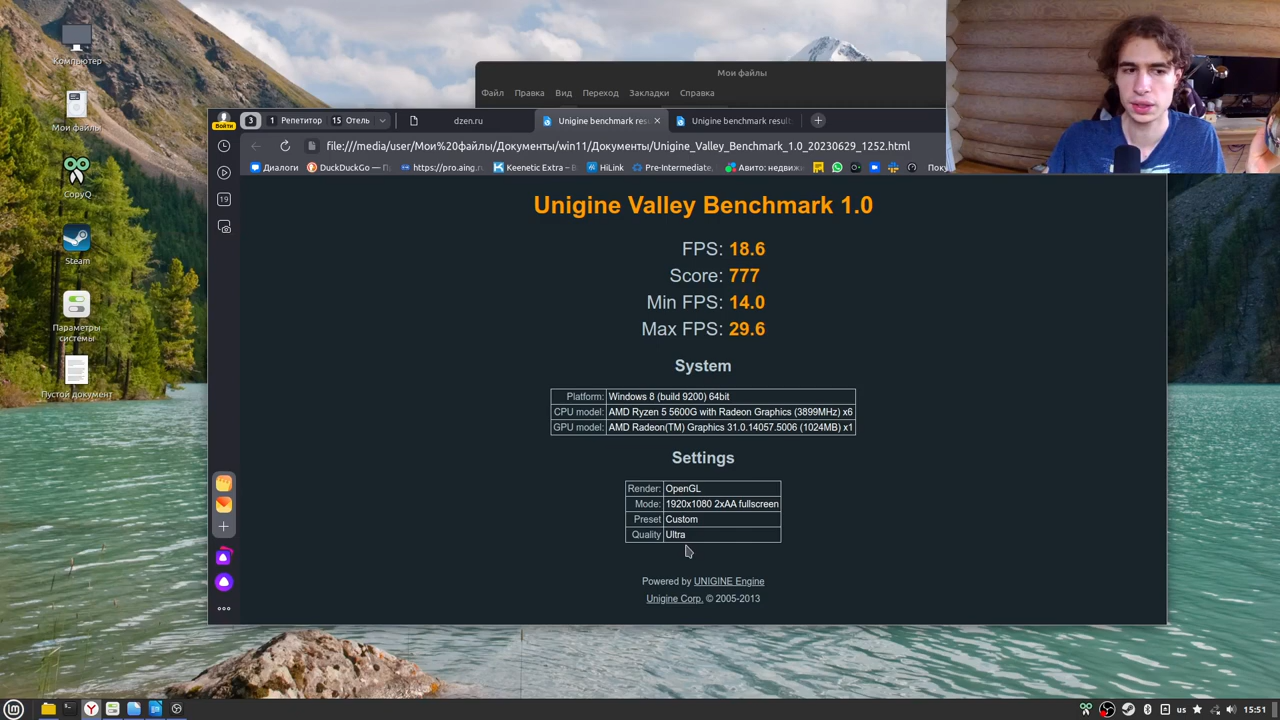 Компьютер
Мои файлы
CopyQ
Steam
Параметры
системы
Пустой документ
Мои файлы
Файл Правка Вид Переход Закладки Справка
Войти
3 1 Репетитор 15 Отель dzen.ru Unigine benchmark res Unigine benchmark result
file:///media/user/Мои%20файлы/Документы/win11/Документы/Unigine_Valley_Benchmark_1.0_20230629_1252.html
Диалоги DuckDuckGo — https://pro.aing.r Keenetic Extra – В HiLink Pre-Intermediate Авито: недвиж Поку
19
Unigine Valley Benchmark 1.0
FPS: 18.6
Score: 777
Min FPS: 14.0
Max FPS: 29.6
System
Platform: Windows 8 (build 9200) 64bit
CPU model: AMD Ryzen 5 5600G with Radeon Graphics (3899MHz) x6
GPU model: AMD Radeon(TM) Graphics 31.0.14057.5006 (1024MB) x1
Settings
Render: OpenGL
Mode: 1920x1080 2xAA fullscreen
Preset Custom
Quality Ultra
Powered by UNIGINE Engine
Unigine Corp. © 2005-2013
us 15:51